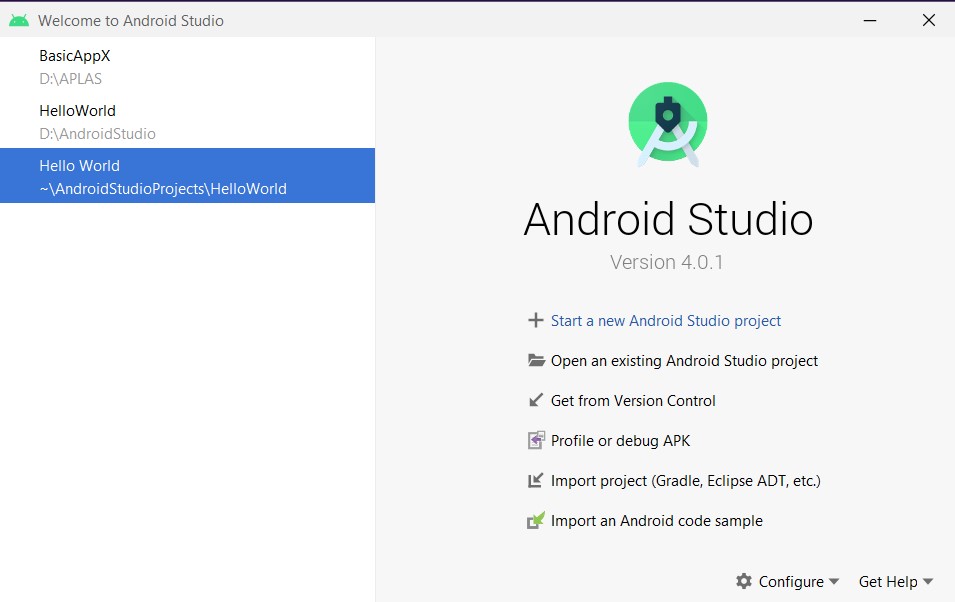 Welcome to Android Studio
BasicAppX
D:\APLAS
HelloWorld
D:\AndroidStudio
Hello World
~\AndroidStudioProjects\HelloWorld
Android Studio
Version 4.0.1
Start a new Android Studio project
Open an existing Android Studio project
Get from Version Control
Profile or debug APK
Import project (Gradle, Eclipse ADT, etc.)
Import an Android code sample
Configure Get Help